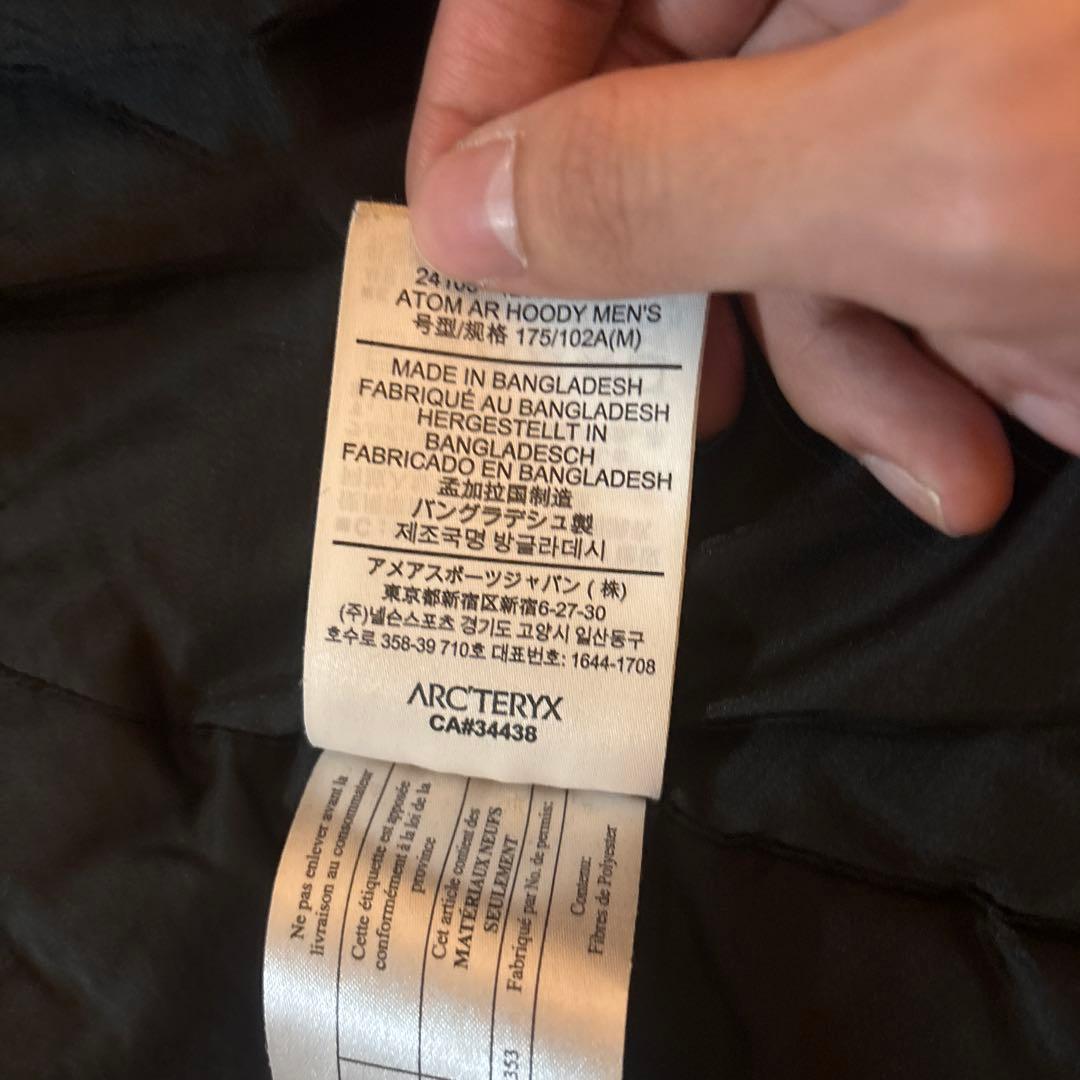 ATOM AR HOODY MEN'S
号型/规格 175/102A(M)
MADE IN BANGLADESH
FABRIQUÉ AU BANGLADESH
HERGESTELLT IN
BANGLADESCH
FABRICADO EN BANGLADESH
孟加拉国制造
バングラデシュ製
제조국명 방글라데시
アメアスポーツジャパン (株)
東京都新宿区新宿6-27-30
(주)넬슨스포츠 경기도 고양시 일산동구
호수로 358-39 710호 대표번호: 1644-1708
ARC'TERYX
CA#34438
Ne pas enlever avant la
livraison au consommateur
Cette étiquette est apposée
conformément à la loi de la
province
Cet article contient des
MATÉRIAUX NEUFS
SEULEMENT
Fabriqué par No. de permis:
353
Contenu:
Fibres de Polyester